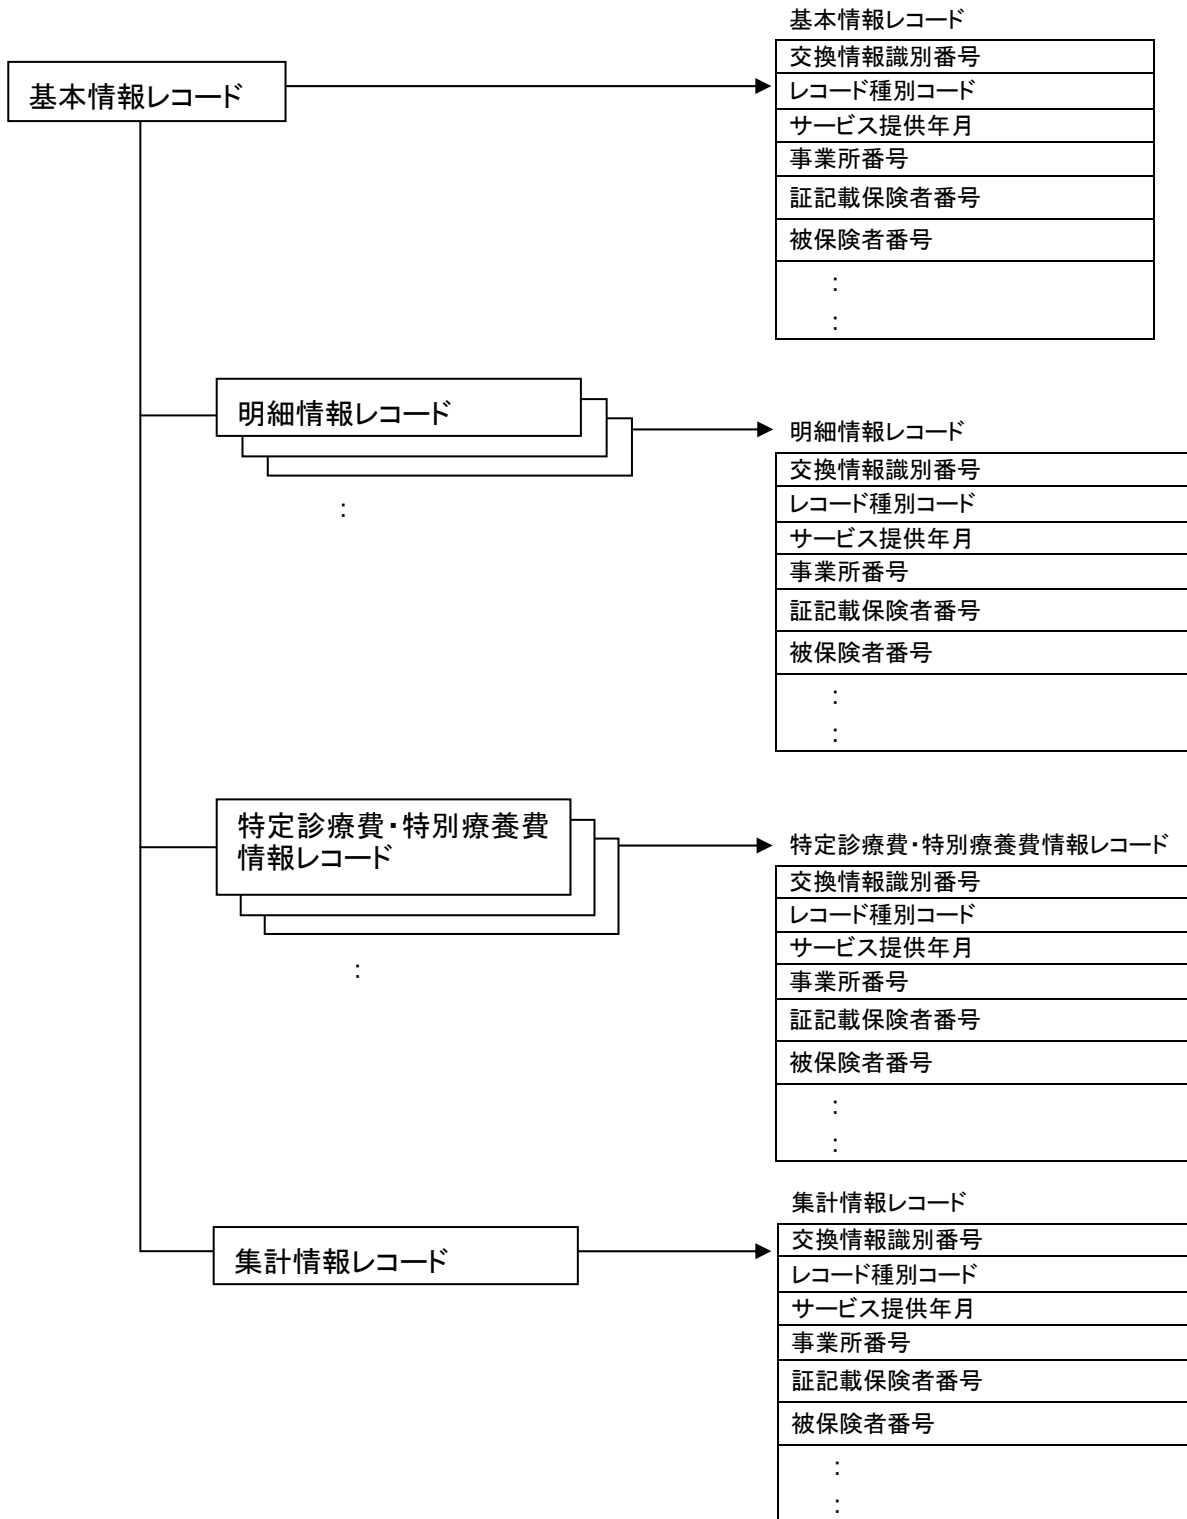 基本情報レコード
基本情報レコード
交換情報識別番号
レコード種別コード
サービス提供年月
事業所番号
証記載保険者番号
被保険者番号
:
:
明細情報レコード
:
明細情報レコード
交換情報識別番号
レコード種別コード
サービス提供年月
事業所番号
証記載保険者番号
被保険者番号
:
:
特定診療費・特別療養費
情報レコード
:
特定診療費・特別療養費情報レコード
交換情報識別番号
レコード種別コード
サービス提供年月
事業所番号
証記載保険者番号
被保険者番号
:
:
集計情報レコード
集計情報レコード
交換情報識別番号
レコード種別コード
サービス提供年月
事業所番号
証記載保険者番号
被保険者番号
:
: